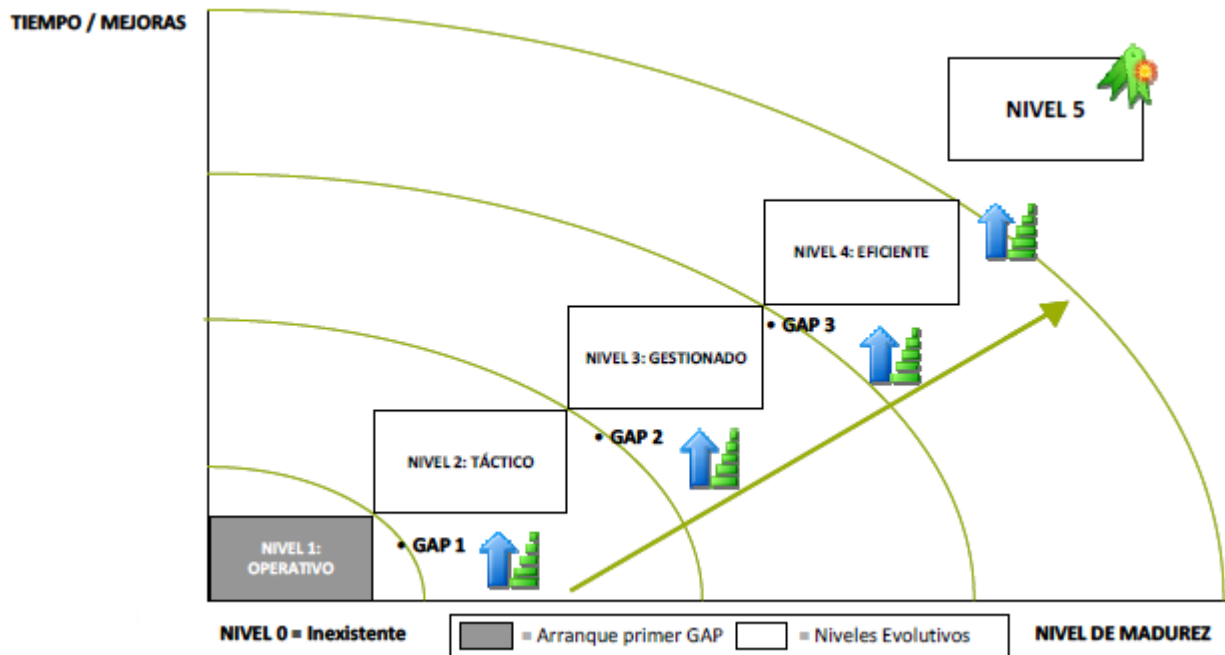 TIEMPO / MEJORAS
NIVEL 5
NIVEL 4: EFICIENTE
• GAP 3
NIVEL 3: GESTIONADO
• GAP 2
NIVEL 2: TÁCTICO
• GAP 1
NIVEL 1:
OPERATIVO
NIVEL 0 = Inexistente
= Arranque primer GAP
= Niveles Evolutivos
NIVEL DE MADUREZ